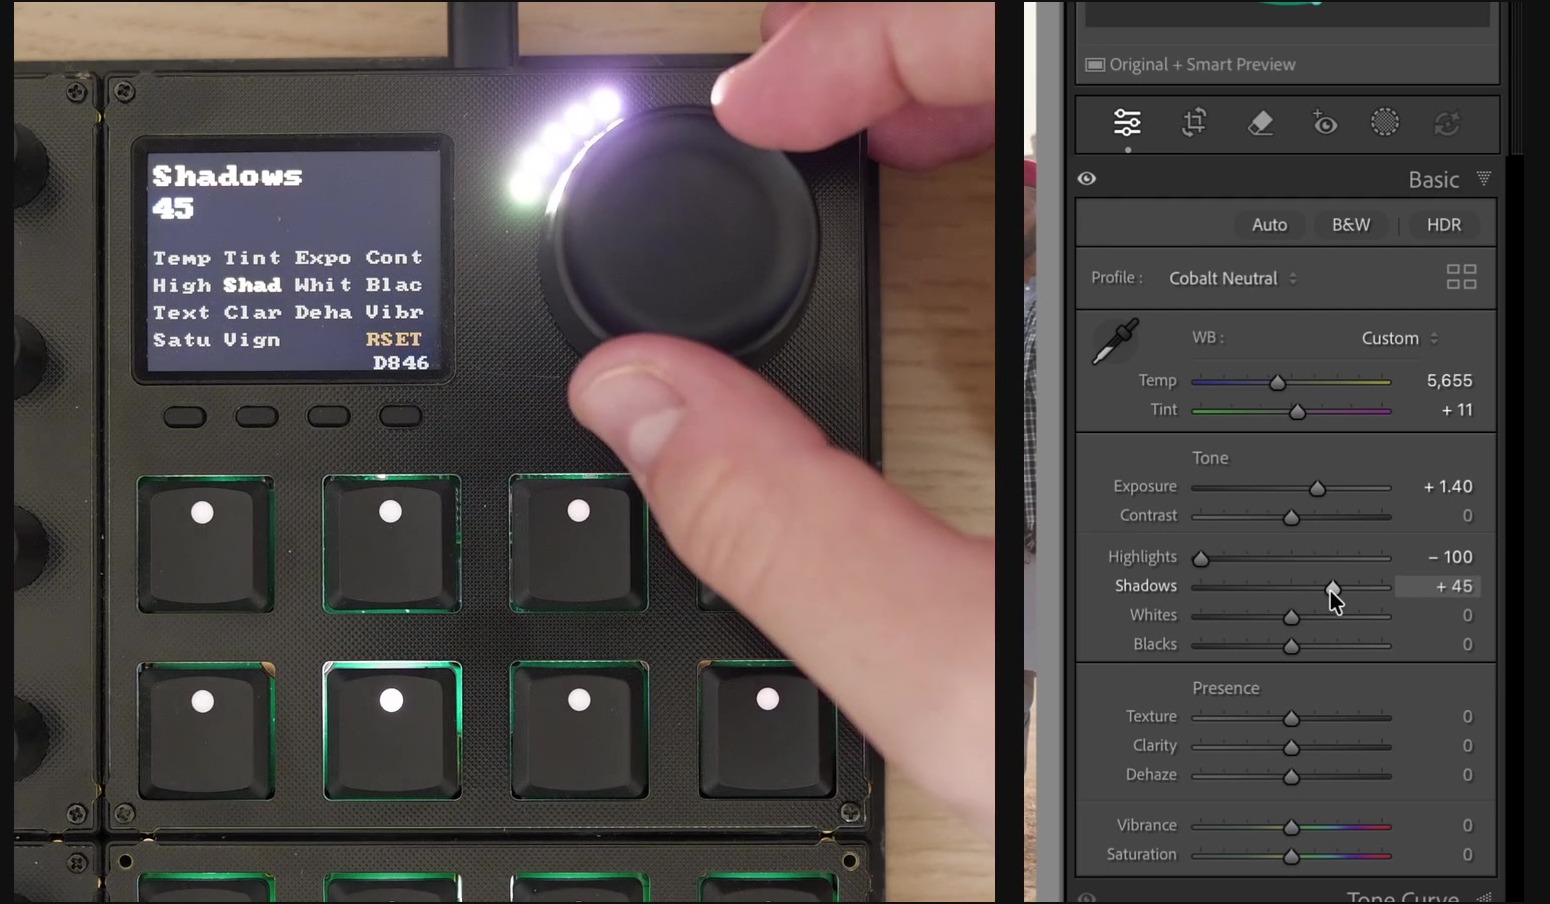 Shadows
45
Temp Tint Expo Cont
High Shad Whit Blac
Text Clar Deha Vibr
Satu Vign RSET
D846
Original + Smart Preview
Basic
Auto B&W HDR
Profile : Cobalt Neutral
WB : Custom
Temp 5,655
Tint + 11
Tone
Exposure + 1.40
Contrast 0
Highlights − 100
Shadows + 45
Whites 0
Blacks 0
Presence
Texture 0
Clarity 0
Dehaze 0
Vibrance 0
Saturation 0
Tone Curve